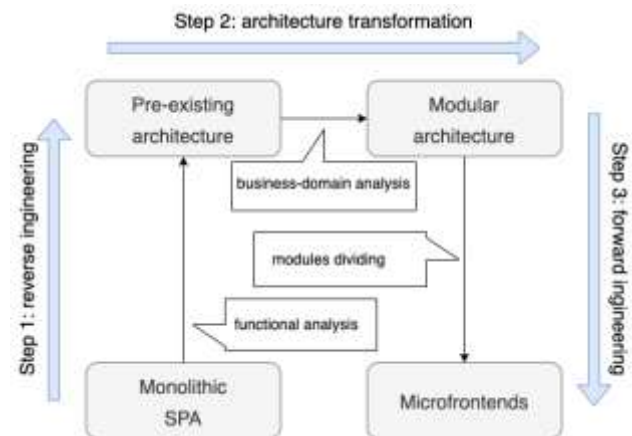 Step 2: architecture transformation
Pre-existing
architecture
Modular
architecture
business-domain analysis
modules dividing
functional analysis
Step 1: reverse ingineering
Step 3: forward ingineering
Monolithic
SPA
Microfrontends